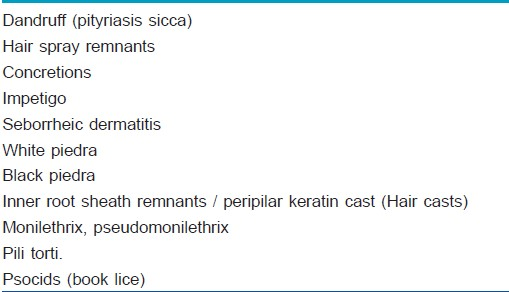 Dandruff (pityriasis sicca)
Hair spray remnants
Concretions
Impetigo
Seborrheic dermatitis
White piedra
Black piedra
Inner root sheath remnants / peripilar keratin cast (Hair casts)
Monilethrix, pseudomonilethrix
Pili torti.
Psocids (book lice)